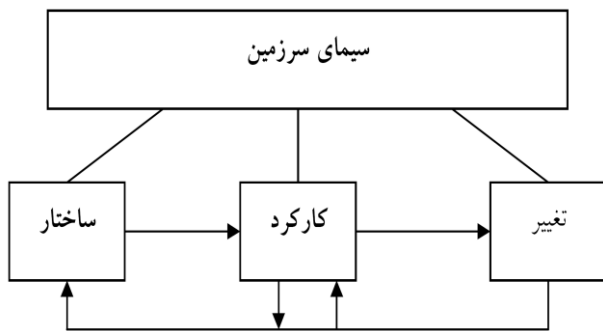 سیمای سرزمین
ساختار
کارکرد
تغییر